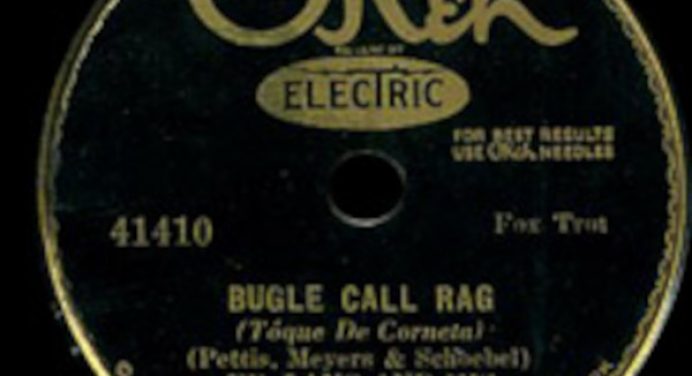 OKeh
ELECTRIC
FOR BEST RESULTS
USE OKeh NEEDLES
41410
Fox Trot
BUGLE CALL RAG
(Tóque De Corneta)
(Pettis, Meyers & Schoebel)